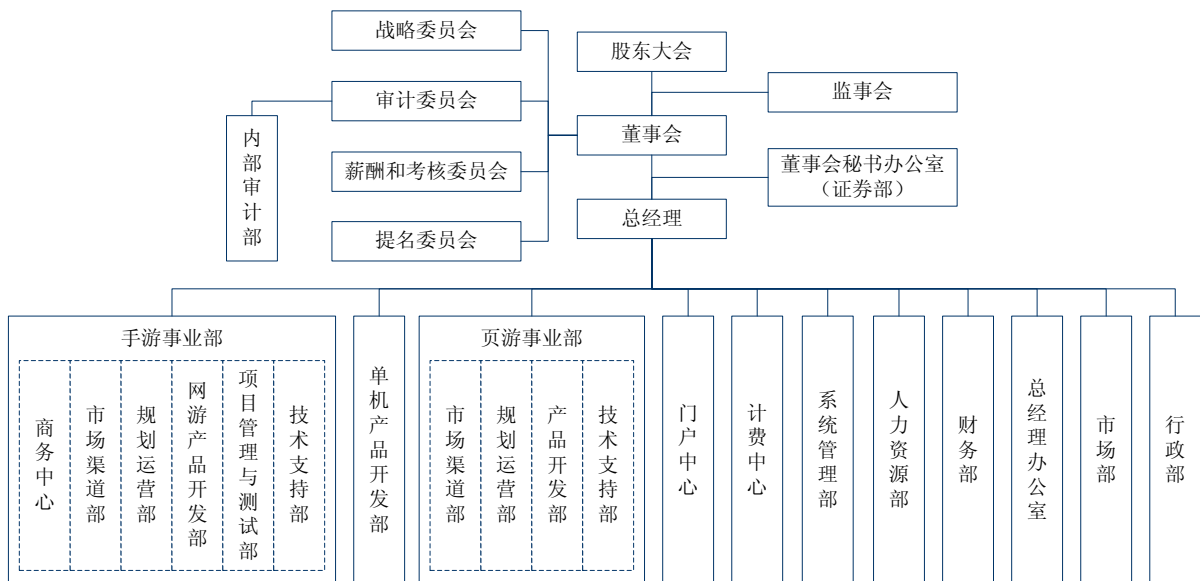 战略委员会
股东大会
审计委员会
监事会
内部审计部
董事会
薪酬和考核委员会
董事会秘书办公室
（证券部）
总经理
提名委员会
手游事业部
商务中心
市场渠道部
规划运营部
网游产品开发部
项目管理与测试部
技术支持部
单机产品开发部
页游事业部
市场渠道部
规划运营部
产品开发部
技术支持部
门户中心
计费中心
系统管理部
人力资源部
财务部
总经理办公室
市场部
行政部